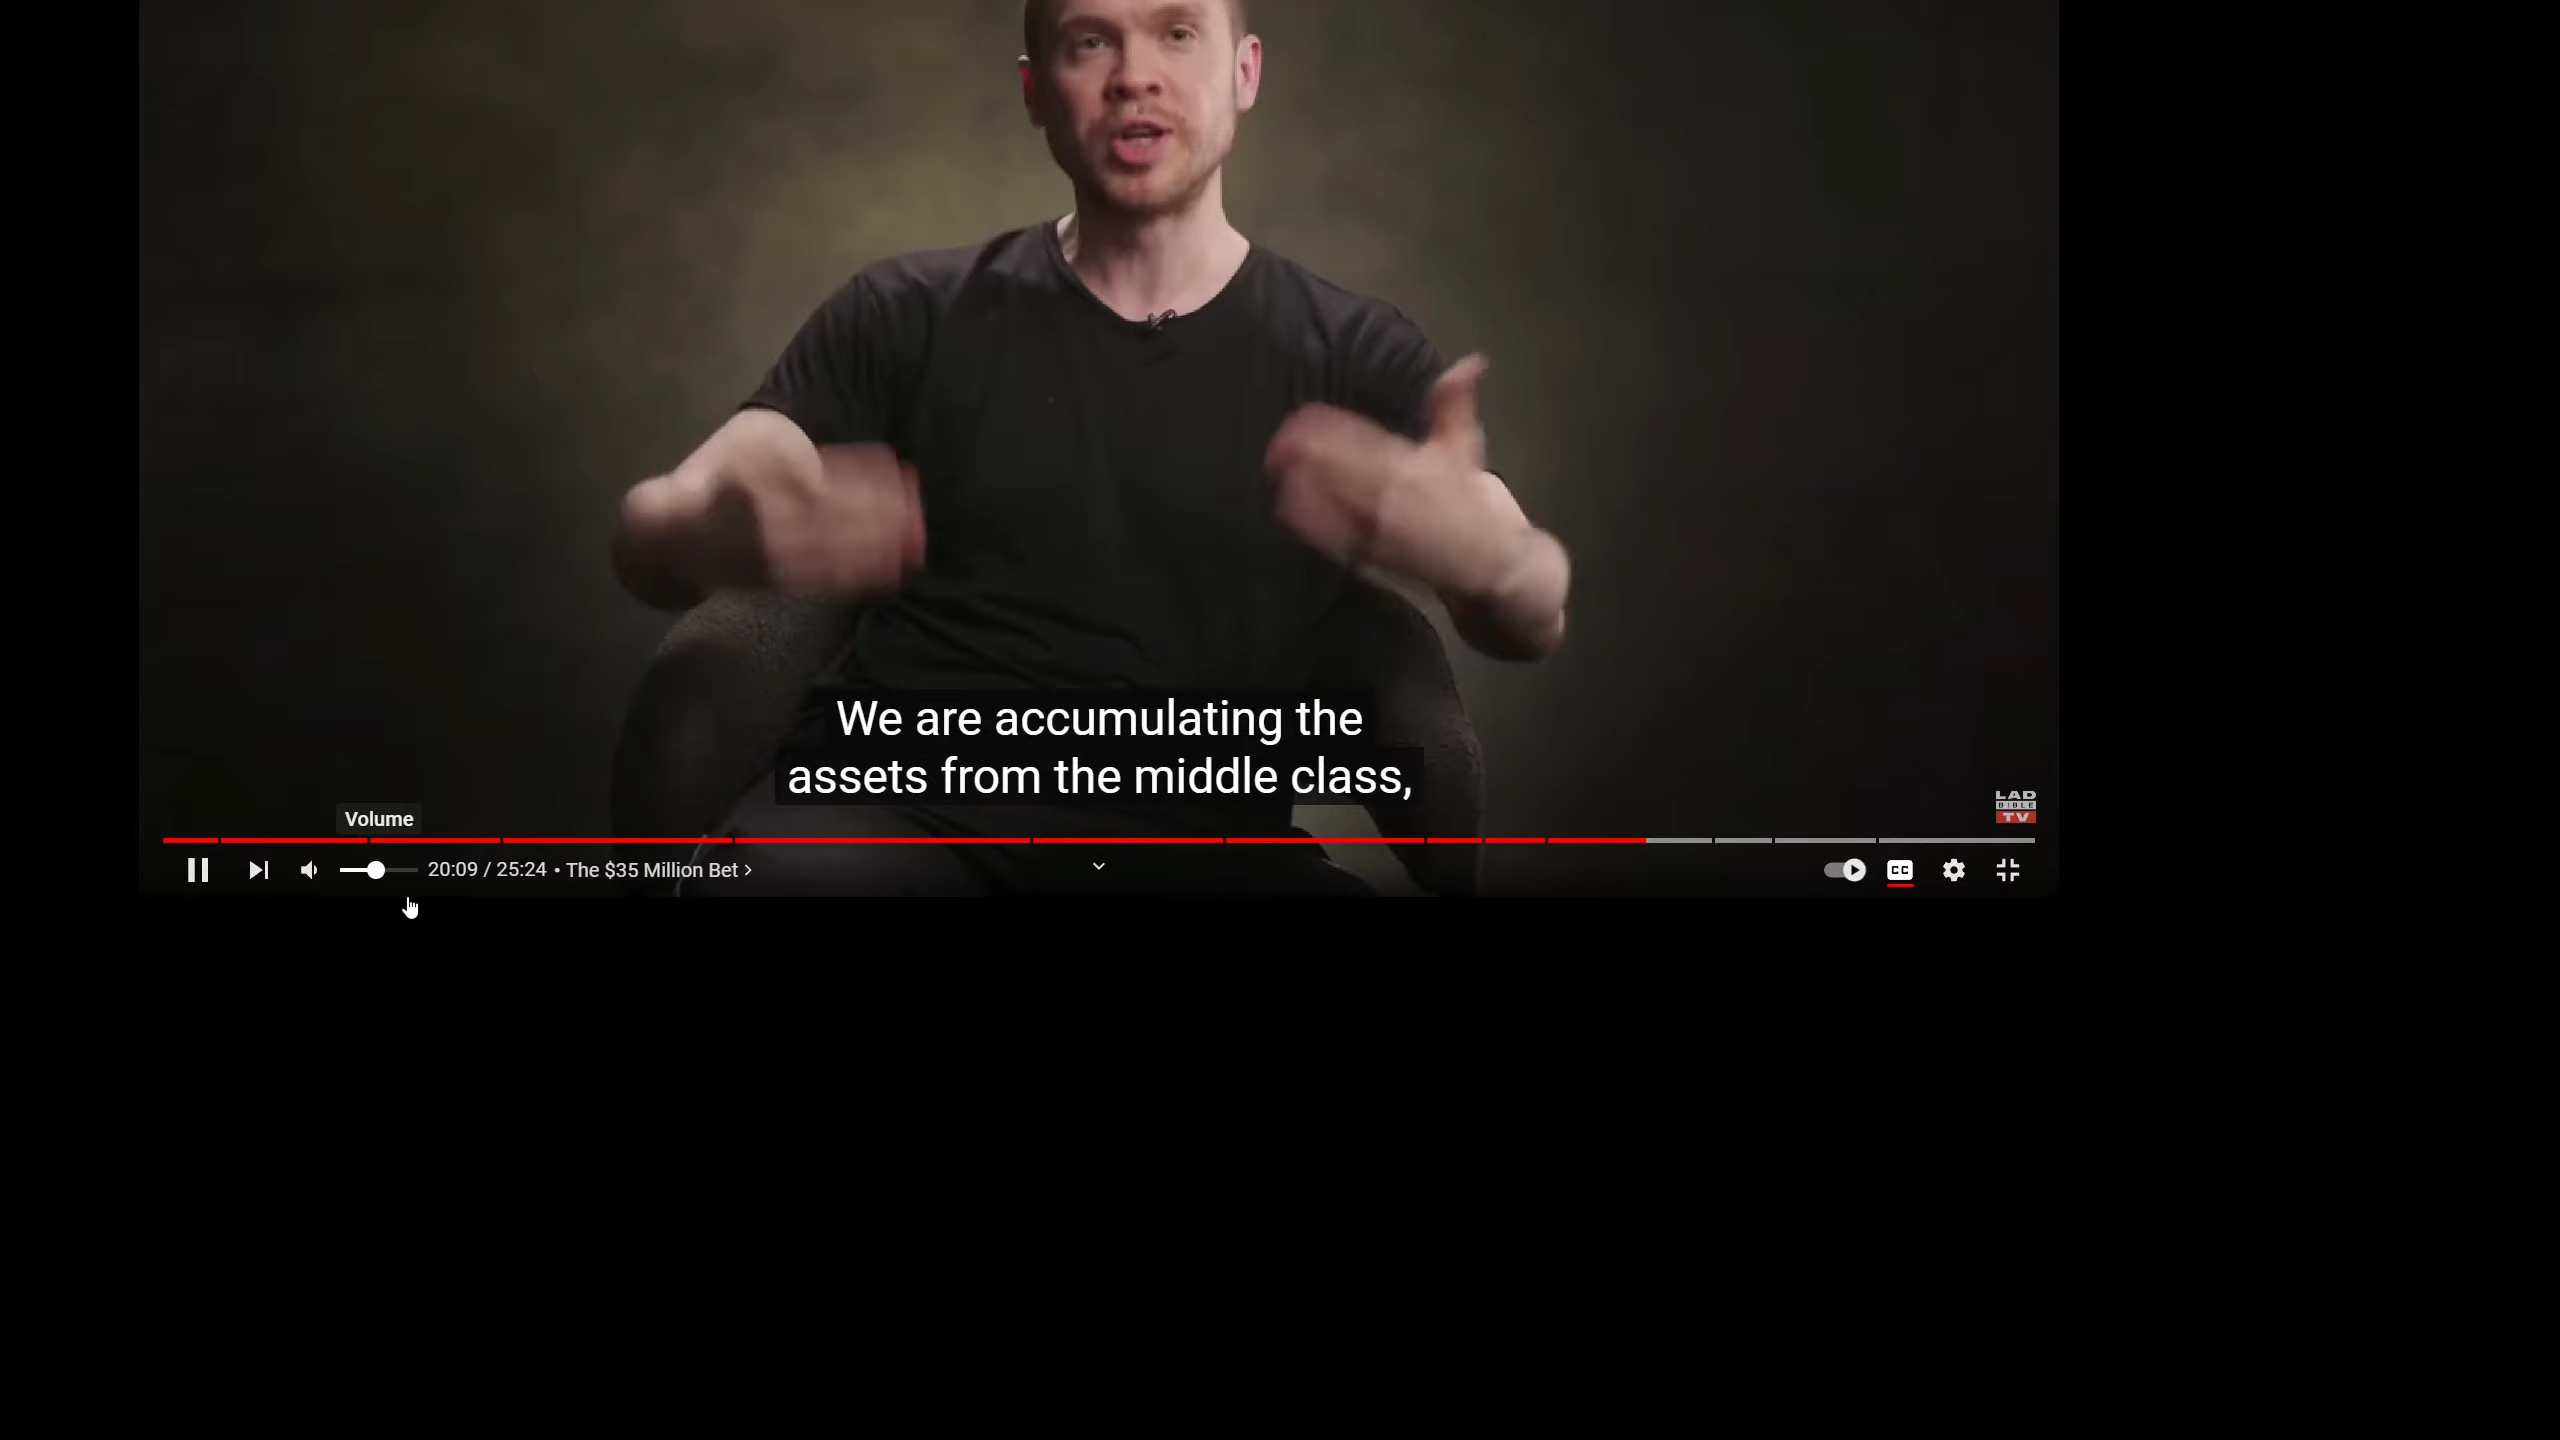 We are accumulating the
assets from the middle class,
LAD
BIBLE
TV
Volume
20:09 / 25:24 • The $35 Million Bet >
CC